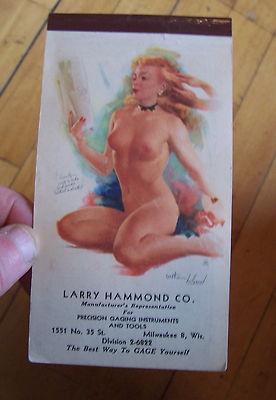 LARRY HAMMOND CO.
Manufacturer's Representative
For
PRECISION GAGING INSTRUMENTS
AND TOOLS
1551 No. 35 St. Milwaukee 8, Wis.
Division 2-6822
The Best Way To GAGE Yourself